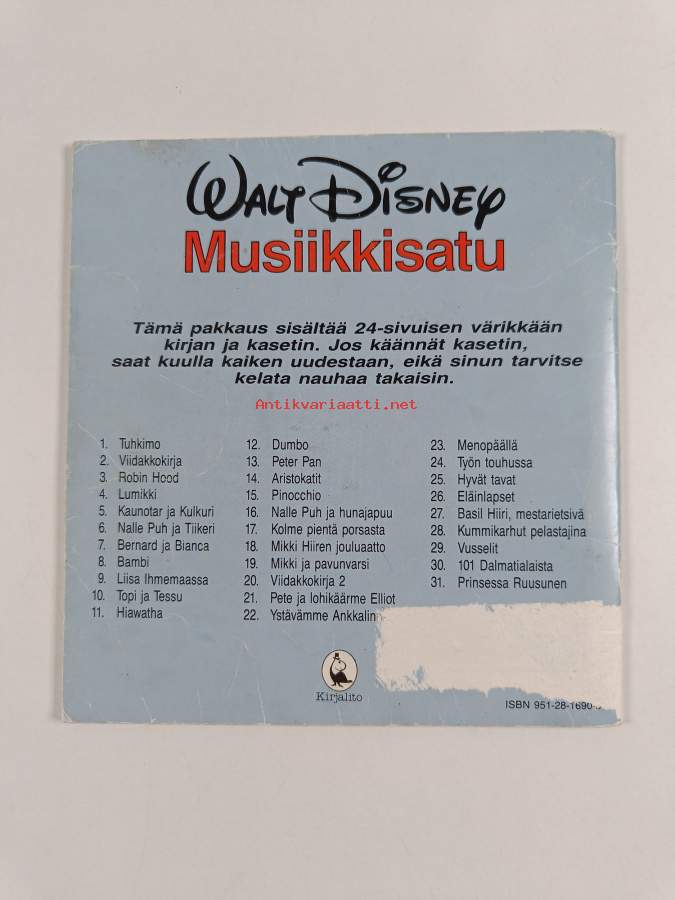 WALT DISNEY
Musiikkisatu
Tämä pakkaus sisältää 24-sivuisen värikkään
kirjan ja kasetin. Jos käännät kasetin,
saat kuulla kaiken uudestaan, eikä sinun tarvitse
kelata nauhaa takaisin.
Antikvariaatti.net
1. Tuhkimo
2. Viidakkokirja
3. Robin Hood
4. Lumikki
5. Kaunotar ja Kulkuri
6. Nalle Puh ja Tiikeri
7. Bernard ja Bianca
8. Bambi
9. Liisa Ihmemaassa
10. Topi ja Tessu
11. Hiawatha
12. Dumbo
13. Peter Pan
14. Aristokatit
15. Pinocchio
16. Nalle Puh ja hunajapuu
17. Kolme pientä porsasta
18. Mikki Hiiren jouluaatto
19. Mikki ja pavunvarsi
20. Viidakkokirja 2
21. Pete ja lohikäärme Elliot
22. Ystävämme
23. Menopäällä
24. Työn touhussa
25. Hyvät tavat
26. Eläinlapset
27. Basil Hiiri, mestarietsivä
28. Kummikarhut pelastajina
29. Vusselit
30. 101 Dalmatialaista
31. Prinsessa Ruusunen
Kirjalito
ISBN 951-28-1690-